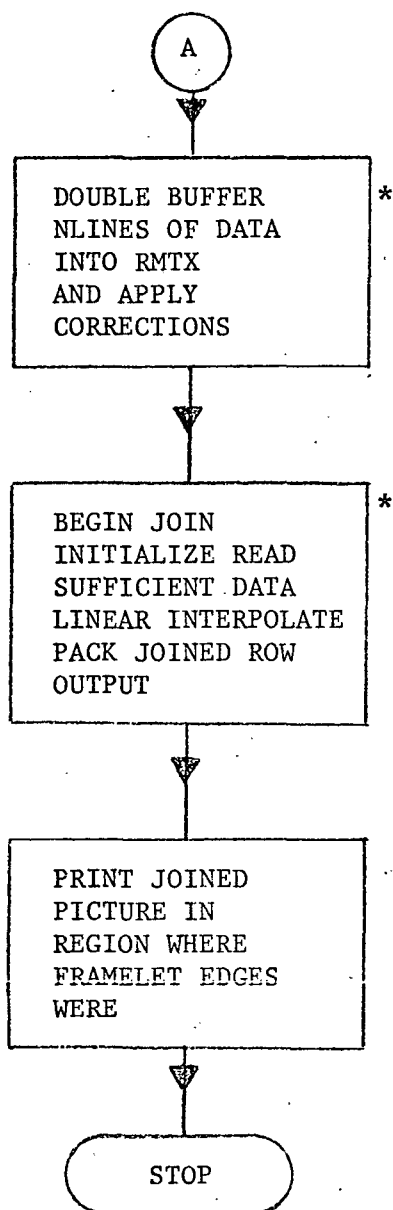 A
DOUBLE BUFFER *
NLINES OF DATA
INTO RMTX
AND APPLY
CORRECTIONS
*
BEGIN JOIN
INITIALIZE READ
SUFFICIENT DATA
LINEAR INTERPOLATE
PACK JOINED ROW
OUTPUT
PRINT JOINED
PICTURE IN
REGION WHERE
FRAMELET EDGES
WERE
STOP